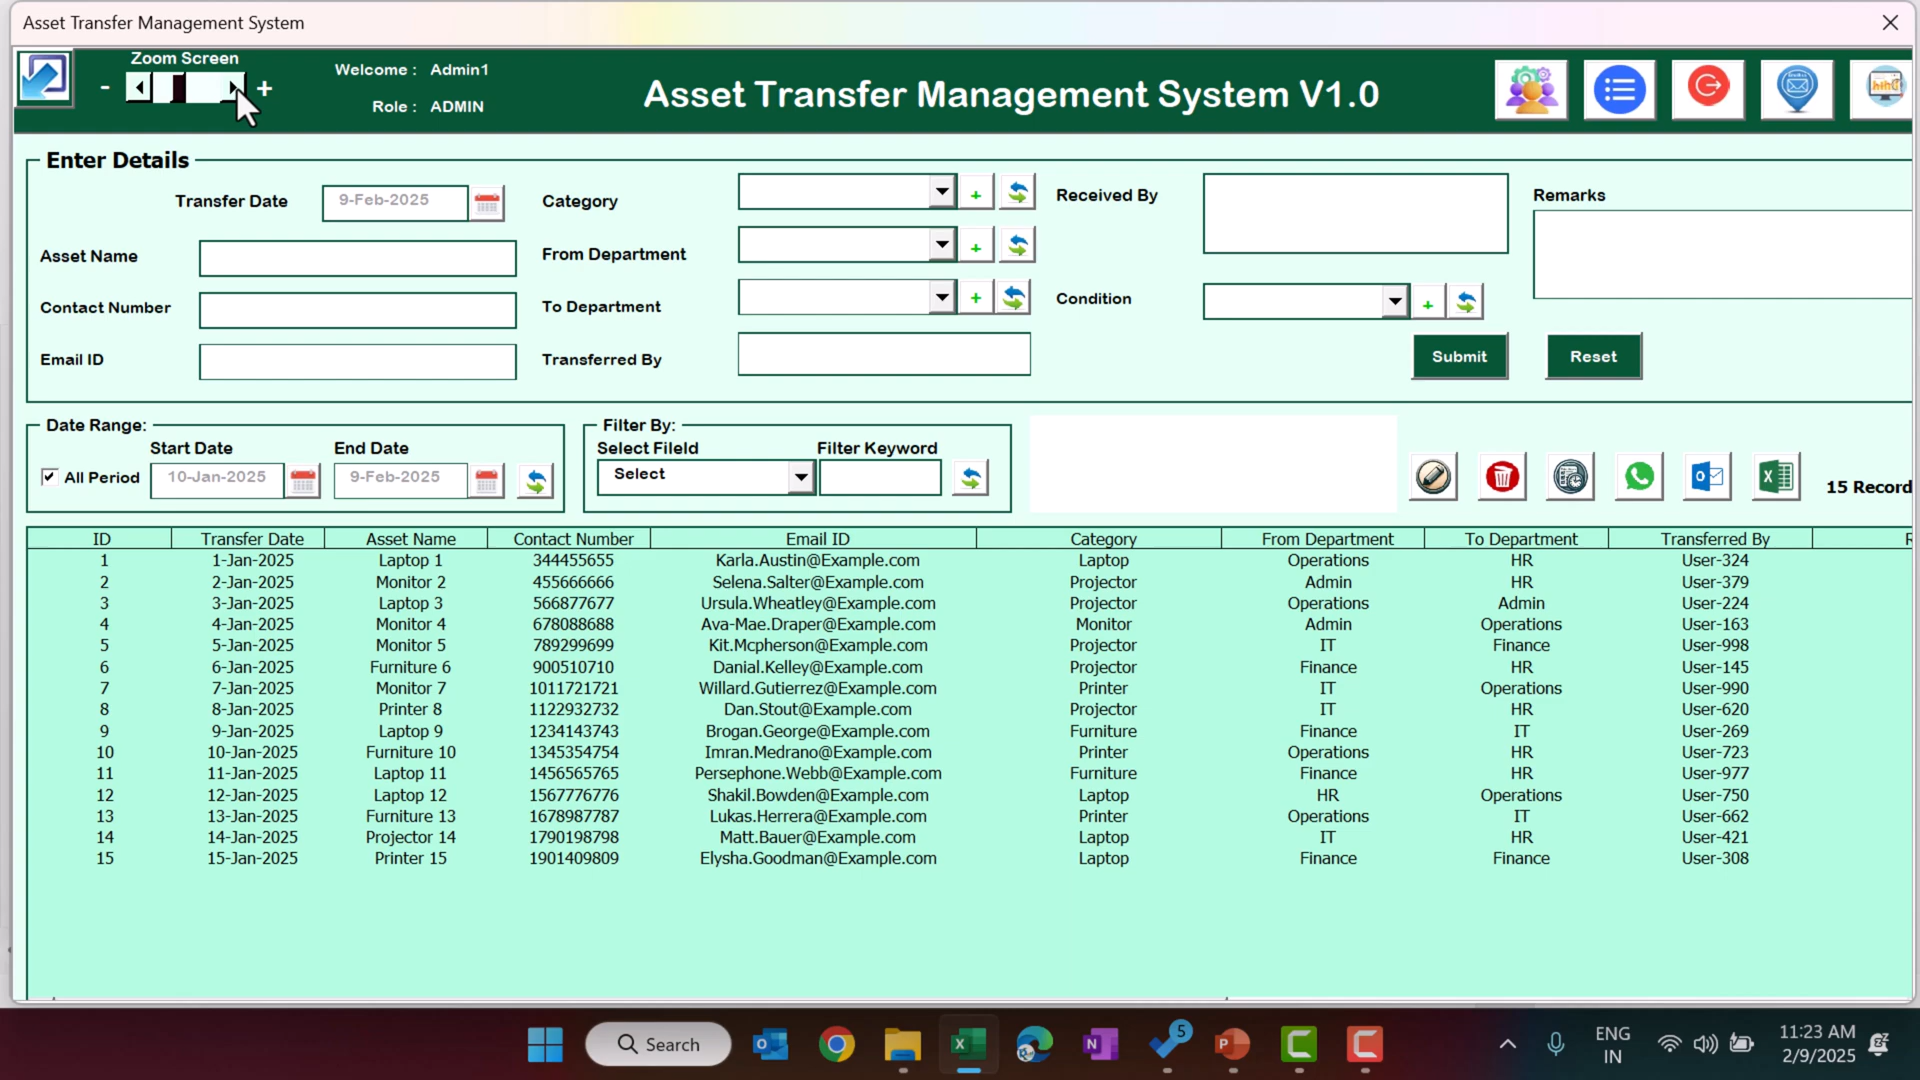 Asset Transfer Management System
Zoom Screen
- +
Welcome : Admin1
Role : ADMIN
Asset Transfer Management System V1.0
Enter Details
Transfer Date 9-Feb-2025
Category +
Received By
Remarks
Asset Name
From Department +
Contact Number
To Department +
Condition +
Email ID
Transferred By
Submit Reset
Date Range:
Start Date End Date
All Period 10-Jan-2025 9-Feb-2025
Filter By:
Select FileId Filter Keyword
Select
15 Record
ID Transfer Date Asset Name Contact Number Email ID Category From Department To Department Transferred By
1 1-Jan-2025 Laptop 1 344455655 Karla.Austin@Example.com Laptop Operations HR User-324
2 2-Jan-2025 Monitor 2 455666666 Selena.Salter@Example.com Projector Admin HR User-379
3 3-Jan-2025 Laptop 3 566877677 Ursula.Wheatley@Example.com Projector Operations Admin User-224
4 4-Jan-2025 Monitor 4 678088688 Ava-Mae.Draper@Example.com Monitor Admin Operations User-163
5 5-Jan-2025 Monitor 5 789299699 Kit.Mcpherson@Example.com Projector IT Finance User-998
6 6-Jan-2025 Furniture 6 900510710 Danial.Kelley@Example.com Projector Finance HR User-145
7 7-Jan-2025 Monitor 7 1011721721 Willard.Gutierrez@Example.com Printer IT Operations User-990
8 8-Jan-2025 Printer 8 1122932732 Dan.Stout@Example.com Projector IT HR User-620
9 9-Jan-2025 Laptop 9 1234143743 Brogan.George@Example.com Furniture Finance IT User-269
10 10-Jan-2025 Furniture 10 1345354754 Imran.Medrano@Example.com Printer Operations HR User-723
11 11-Jan-2025 Laptop 11 1456565765 Persephone.Webb@Example.com Furniture Finance HR User-977
12 12-Jan-2025 Laptop 12 1567776776 Shakil.Bowden@Example.com Laptop HR Operations User-750
13 13-Jan-2025 Furniture 13 1678987787 Lukas.Herrera@Example.com Printer Operations IT User-662
14 14-Jan-2025 Projector 14 1790198798 Matt.Bauer@Example.com Laptop IT HR User-421
15 15-Jan-2025 Printer 15 1901409809 Elysha.Goodman@Example.com Laptop Finance Finance User-308
Search
5
ENG
IN
11:23 AM
2/9/2025